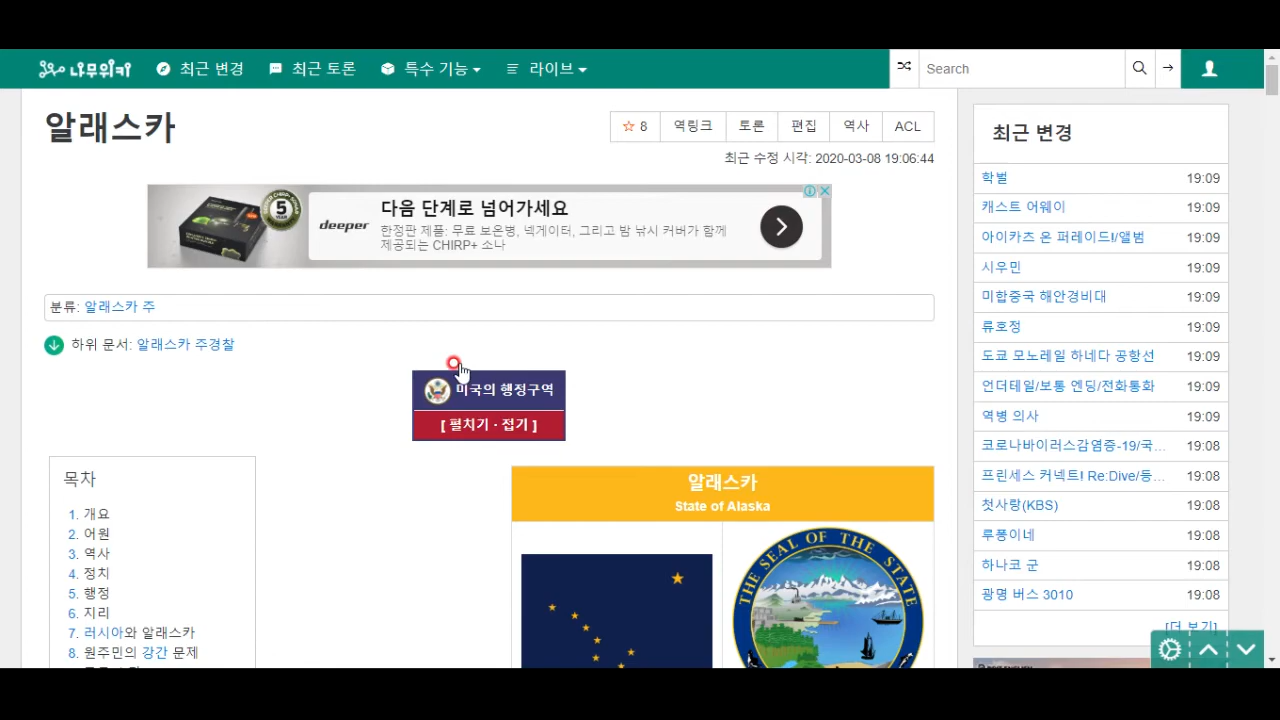 나무위키 최근 변경 최근 토론 특수 기능 라이브 Search
알래스카
8 역링크 토론 편집 역사 ACL
최근 수정 시각: 2020-03-08 19:06:44
CHIRP+ 5 YEAR
deeper
다음 단계로 넘어가세요
한정판 제품: 무료 보온병, 넥게이터, 그리고 밤 낚시 커버가 함께
제공되는 CHIRP+ 소나
분류: 알래스카 주
하위 문서: 알래스카 주경찰
미국의 행정구역
[ 펼치기 · 접기 ]
목차
1. 개요
2. 어원
3. 역사
4. 정치
5. 행정
6. 지리
7. 러시아와 알래스카
8. 원주민의 강간 문제
알래스카
State of Alaska
THE SEAL OF THE STATE
최근 변경
학벌 19:09
캐스트 어웨이 19:09
아이카츠 온 퍼레이드!/앨범 19:09
시우민 19:09
미합중국 해안경비대 19:09
류호정 19:09
도쿄 모노레일 하네다 공항선 19:09
언더테일/보통 엔딩/전화통화 19:09
역병 의사 19:09
코로나바이러스감염증-19/국... 19:08
프린세스 커넥트! Re:Dive/등... 19:08
첫사랑(KBS) 19:08
루퐁이네 19:08
하나코 군 19:08
광명 버스 3010 19:08
[더 보기]